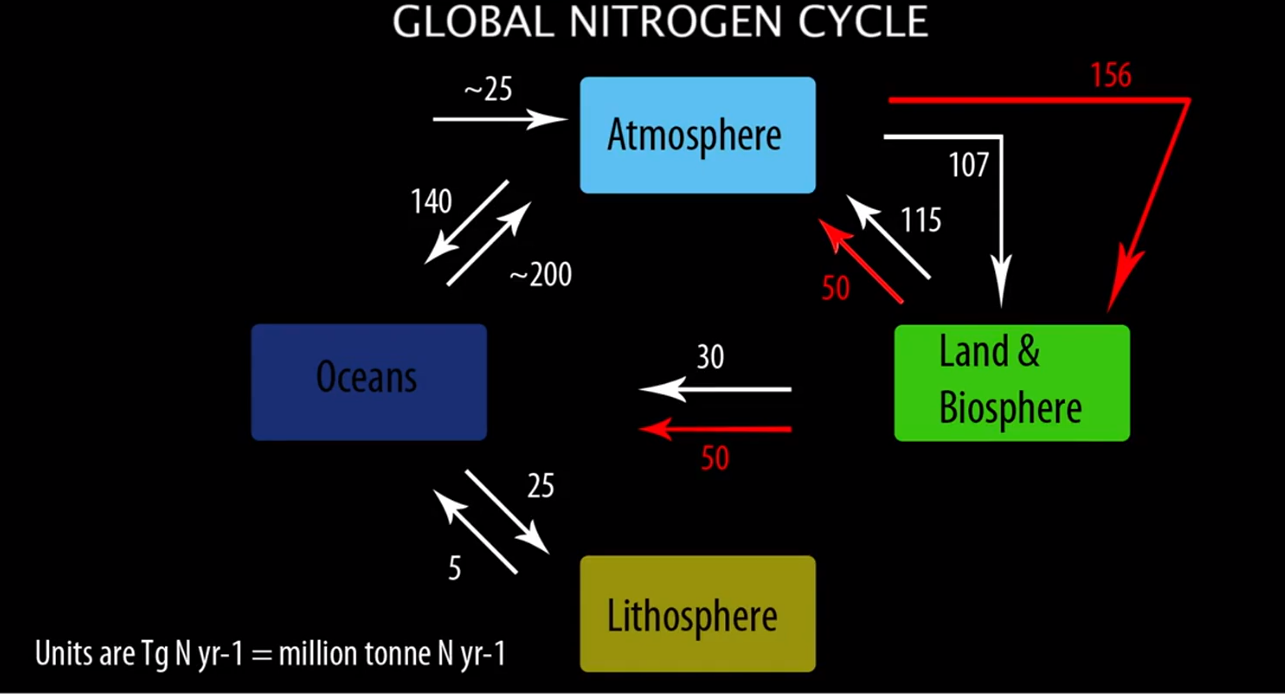 GLOBAL NITROGEN CYCLE
156
~25
Atmosphere
107
140
115
~200
50
Oceans
30
Land &
Biosphere
50
25
5
Lithosphere
Units are Tg N yr-1 = million tonne N yr-1